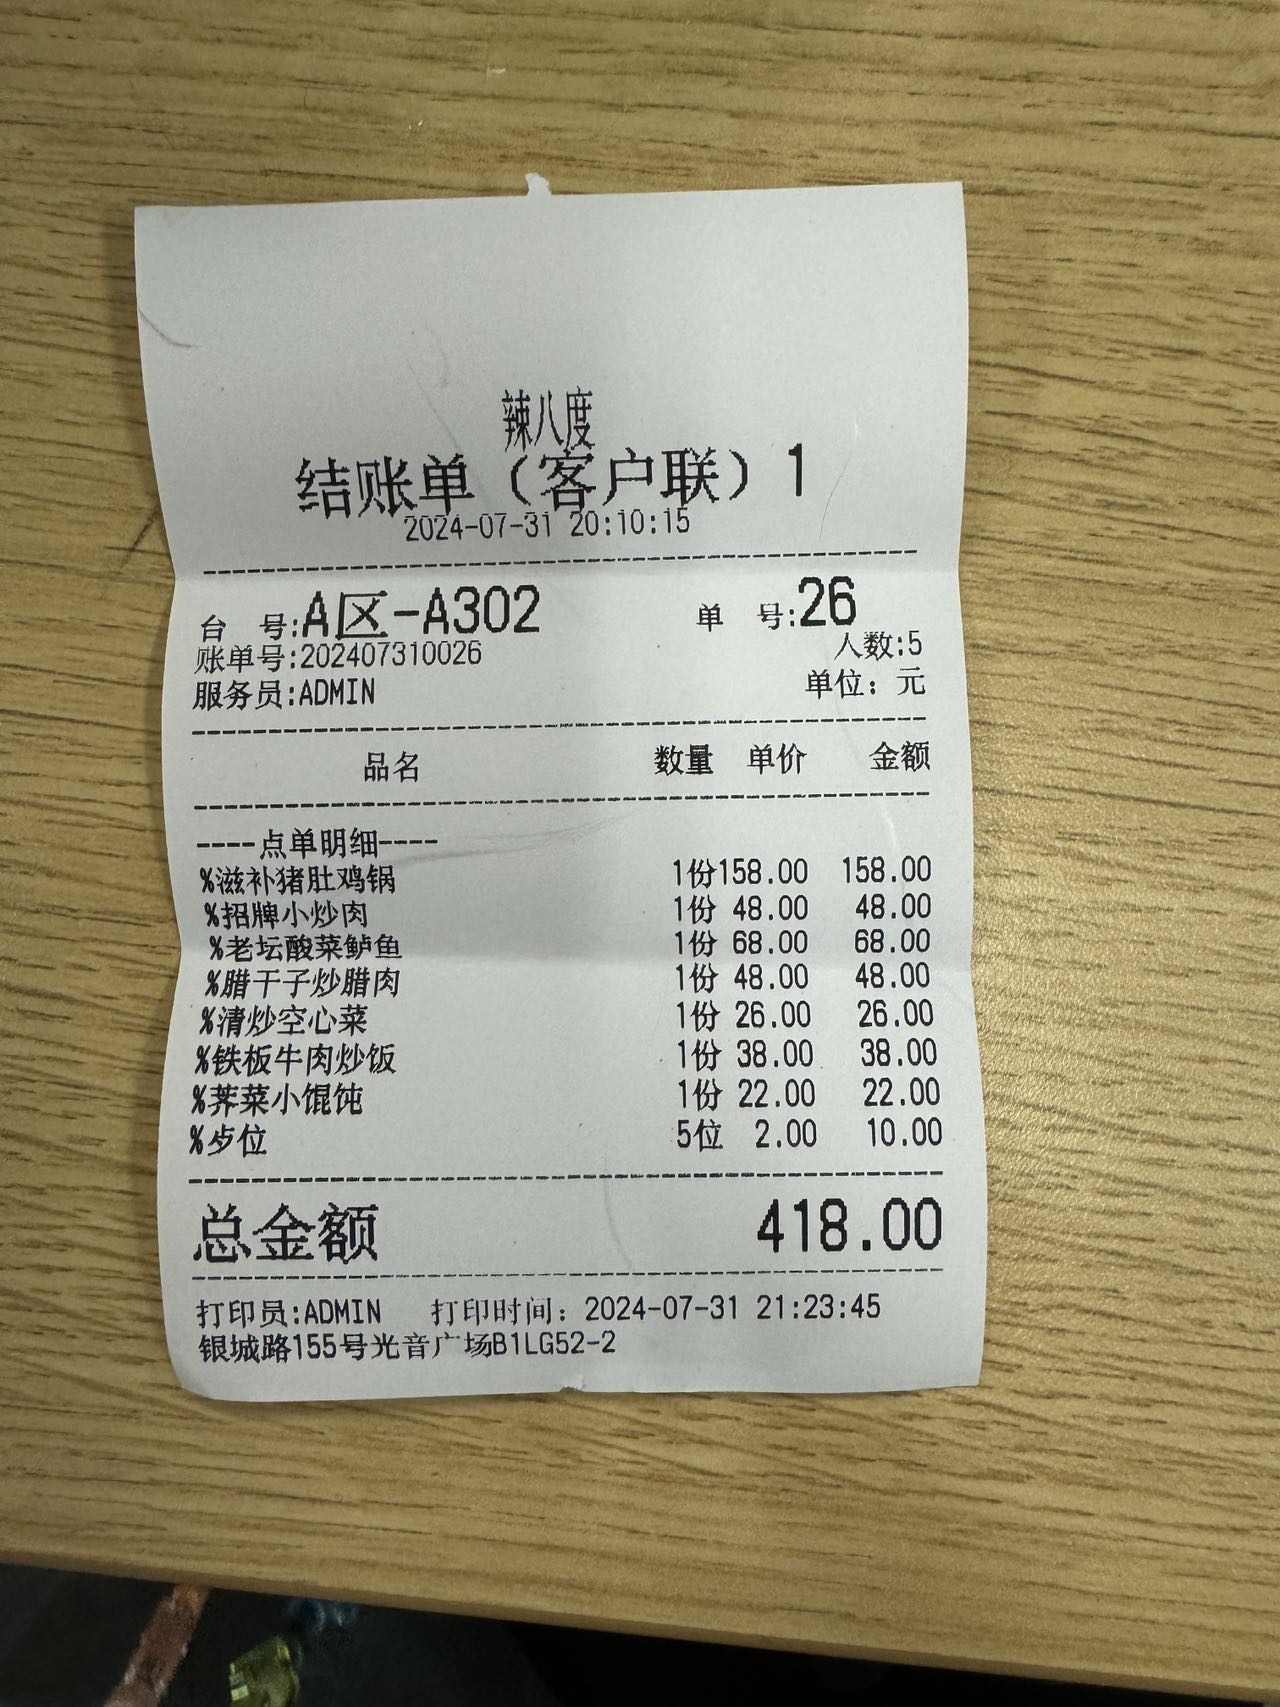 辣八度
结账单（客户联）1
2024-07-31 20:10:15
台 号:A区-A302 单 号:26
账单号:202407310026 人数:5
服务员:ADMIN 单位：元
品名 数量 单价 金额
----点单明细----
%滋补猪肚鸡锅 1份158.00 158.00
%招牌小炒肉 1份 48.00 48.00
%老坛酸菜鲈鱼 1份 68.00 68.00
%腊干子炒腊肉 1份 48.00 48.00
%清炒空心菜 1份 26.00 26.00
%铁板牛肉炒饭 1份 38.00 38.00
%荠菜小馄饨 1份 22.00 22.00
%歺位 5位 2.00 10.00
总金额 418.00
打印员:ADMIN 打印时间：2024-07-31 21:23:45
银城路155号光音广场B1LG52-2